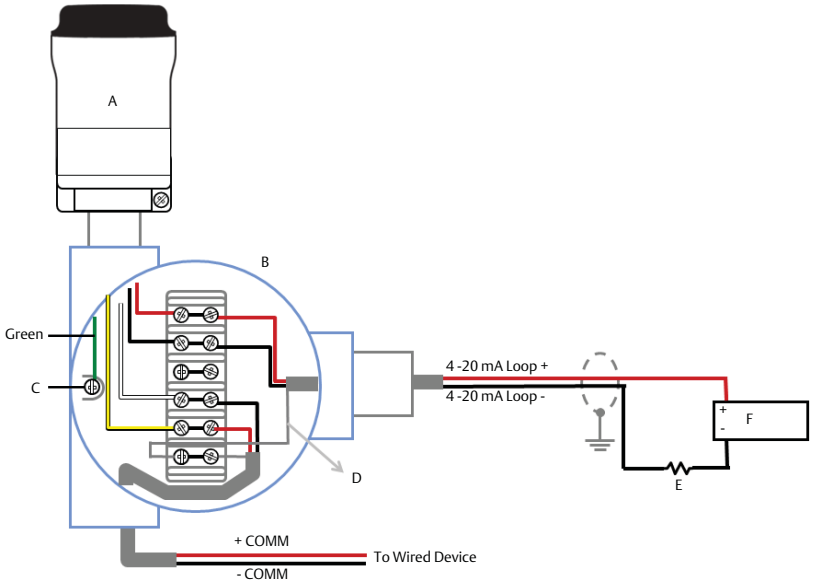 A
B
Green
C
4 -20 mA Loop +
4 -20 mA Loop -
+
-
F
D
E
+ COMM
To Wired Device
- COMM